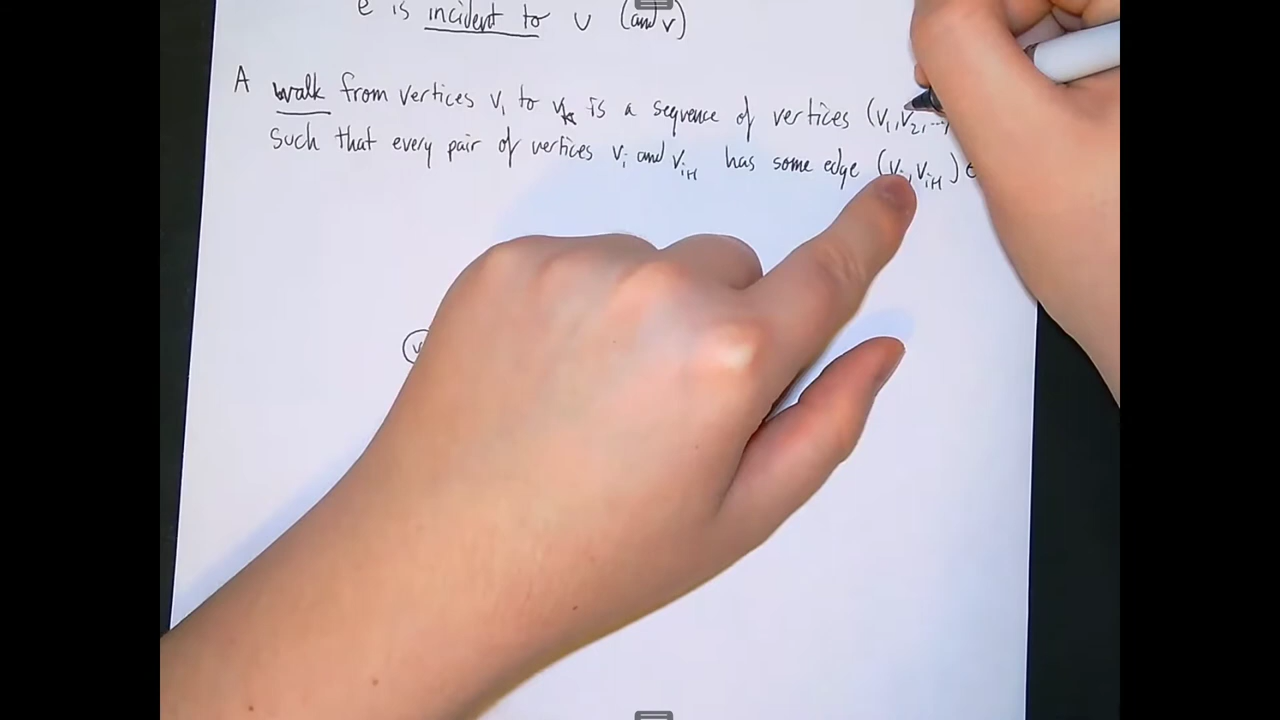 e is incident to u (and v)
A walk from vertices v₁ to vₖ is a sequence of vertices (v₁, v₂, ...,
such that every pair of vertices vᵢ and vᵢ₊₁ has some edge (vᵢ, vᵢ₊₁) ∈